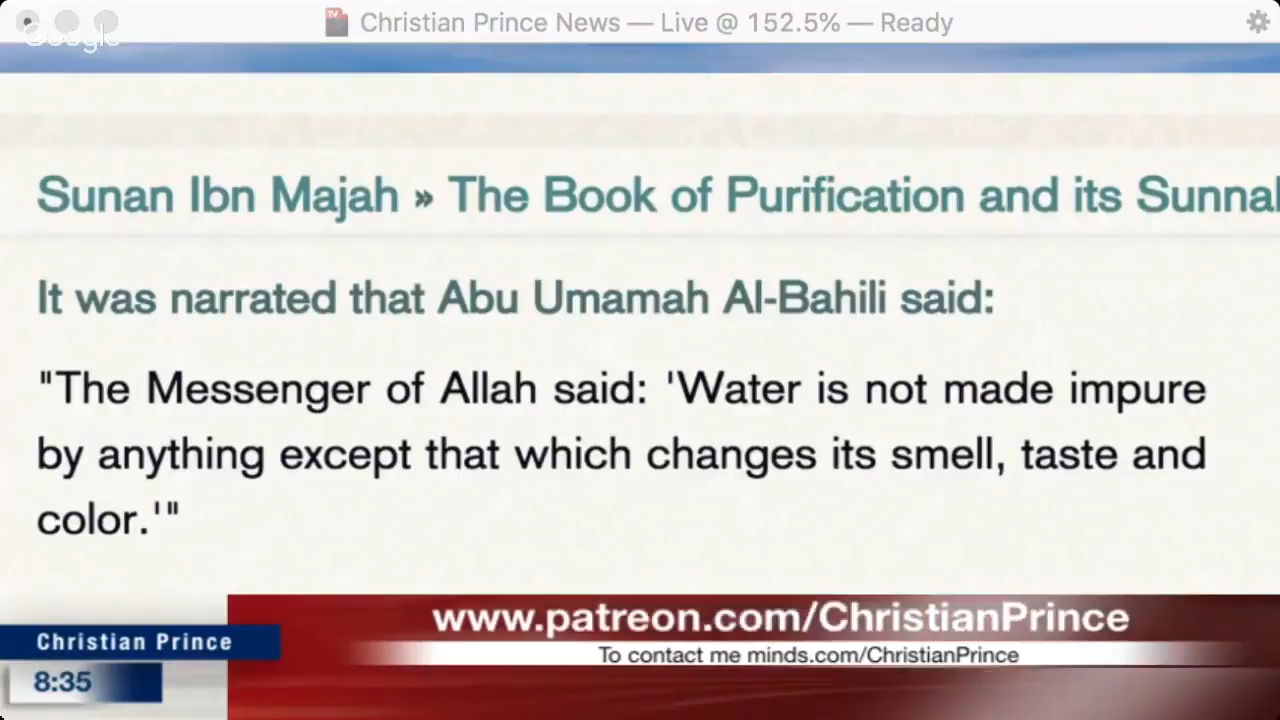 Christian Prince News — Live @ 152.5% — Ready
Google
Sunan Ibn Majah » The Book of Purification and its Sunnah
It was narrated that Abu Umamah Al-Bahili said:
"The Messenger of Allah said: 'Water is not made impure
by anything except that which changes its smell, taste and
color.'"
www.patreon.com/ChristianPrince
Christian Prince
To contact me minds.com/ChristianPrince
8:35